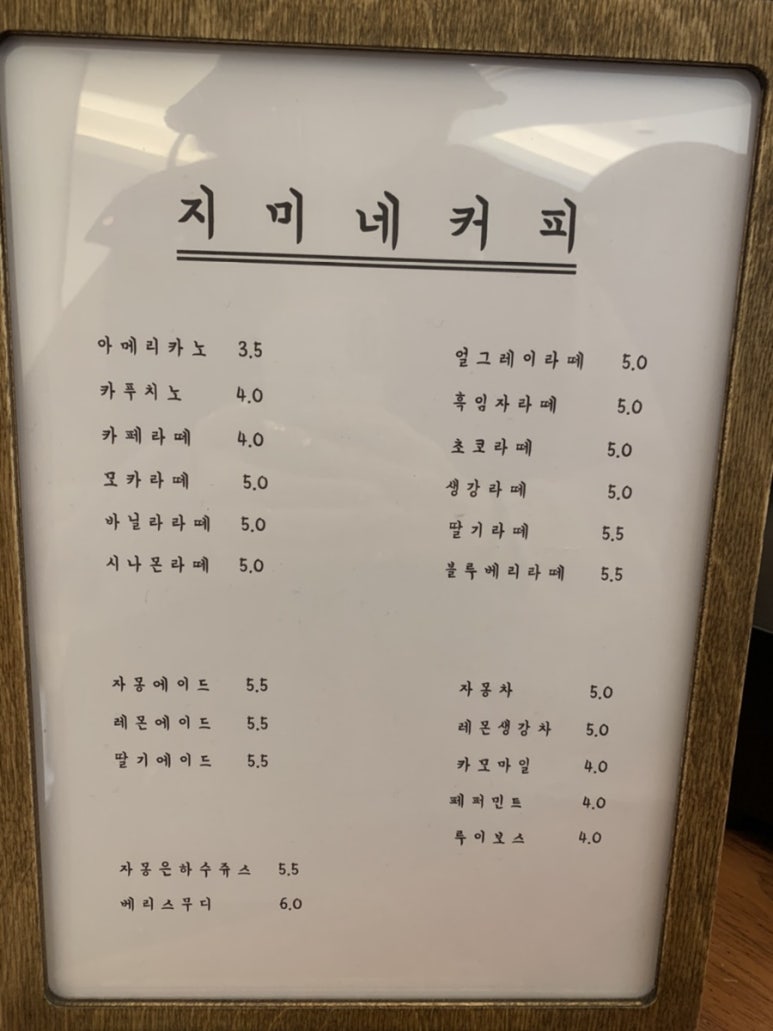 지미네커피
아메리카노 3.5
카푸치노 4.0
카페라떼 4.0
모카라떼 5.0
바닐라라떼 5.0
시나몬라떼 5.0
얼그레이라떼 5.0
흑임자라떼 5.0
초코라떼 5.0
생강라떼 5.0
딸기라떼 5.5
블루베리라떼 5.5
자몽에이드 5.5
레몬에이드 5.5
딸기에이드 5.5
자몽차 5.0
레몬생강차 5.0
카모마일 4.0
페퍼민트 4.0
루이보스 4.0
자몽은하수쥬스 5.5
베리스무디 6.0